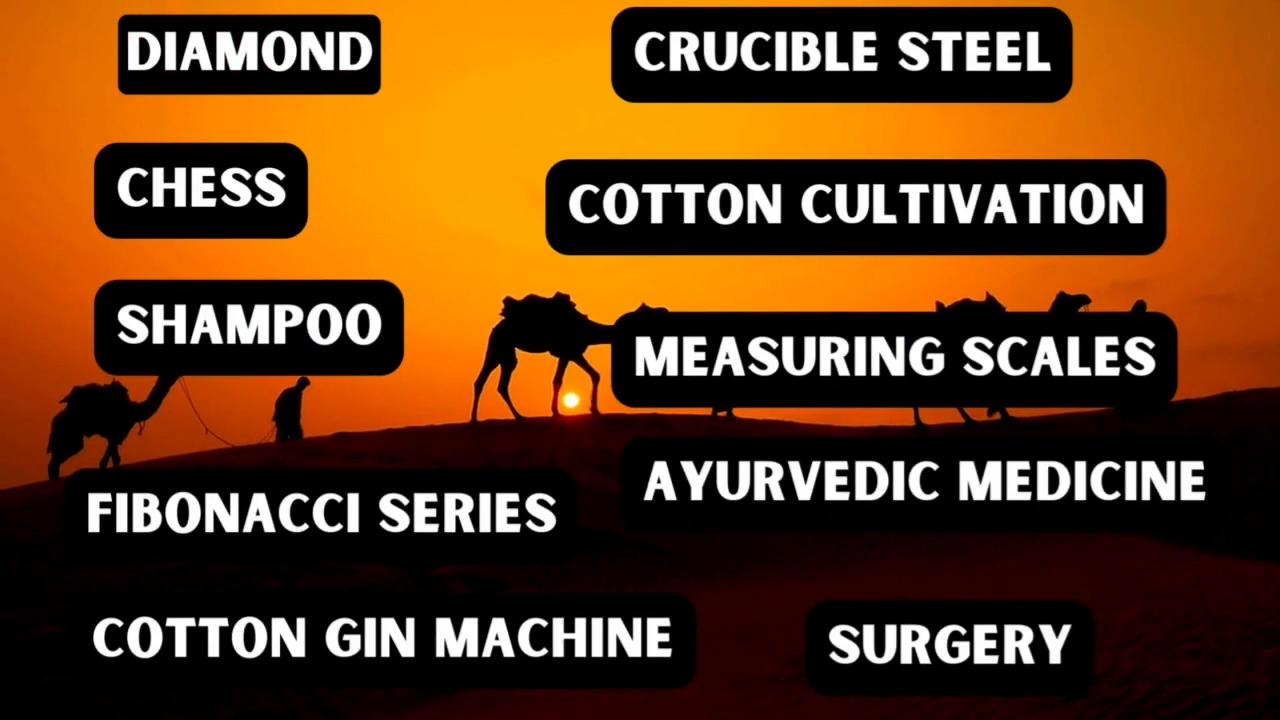 DIAMOND
CHESS
SHAMPOO
FIBONACCI SERIES
COTTON GIN MACHINE
CRUCIBLE STEEL
COTTON CULTIVATION
MEASURING SCALES
AYURVEDIC MEDICINE
SURGERY